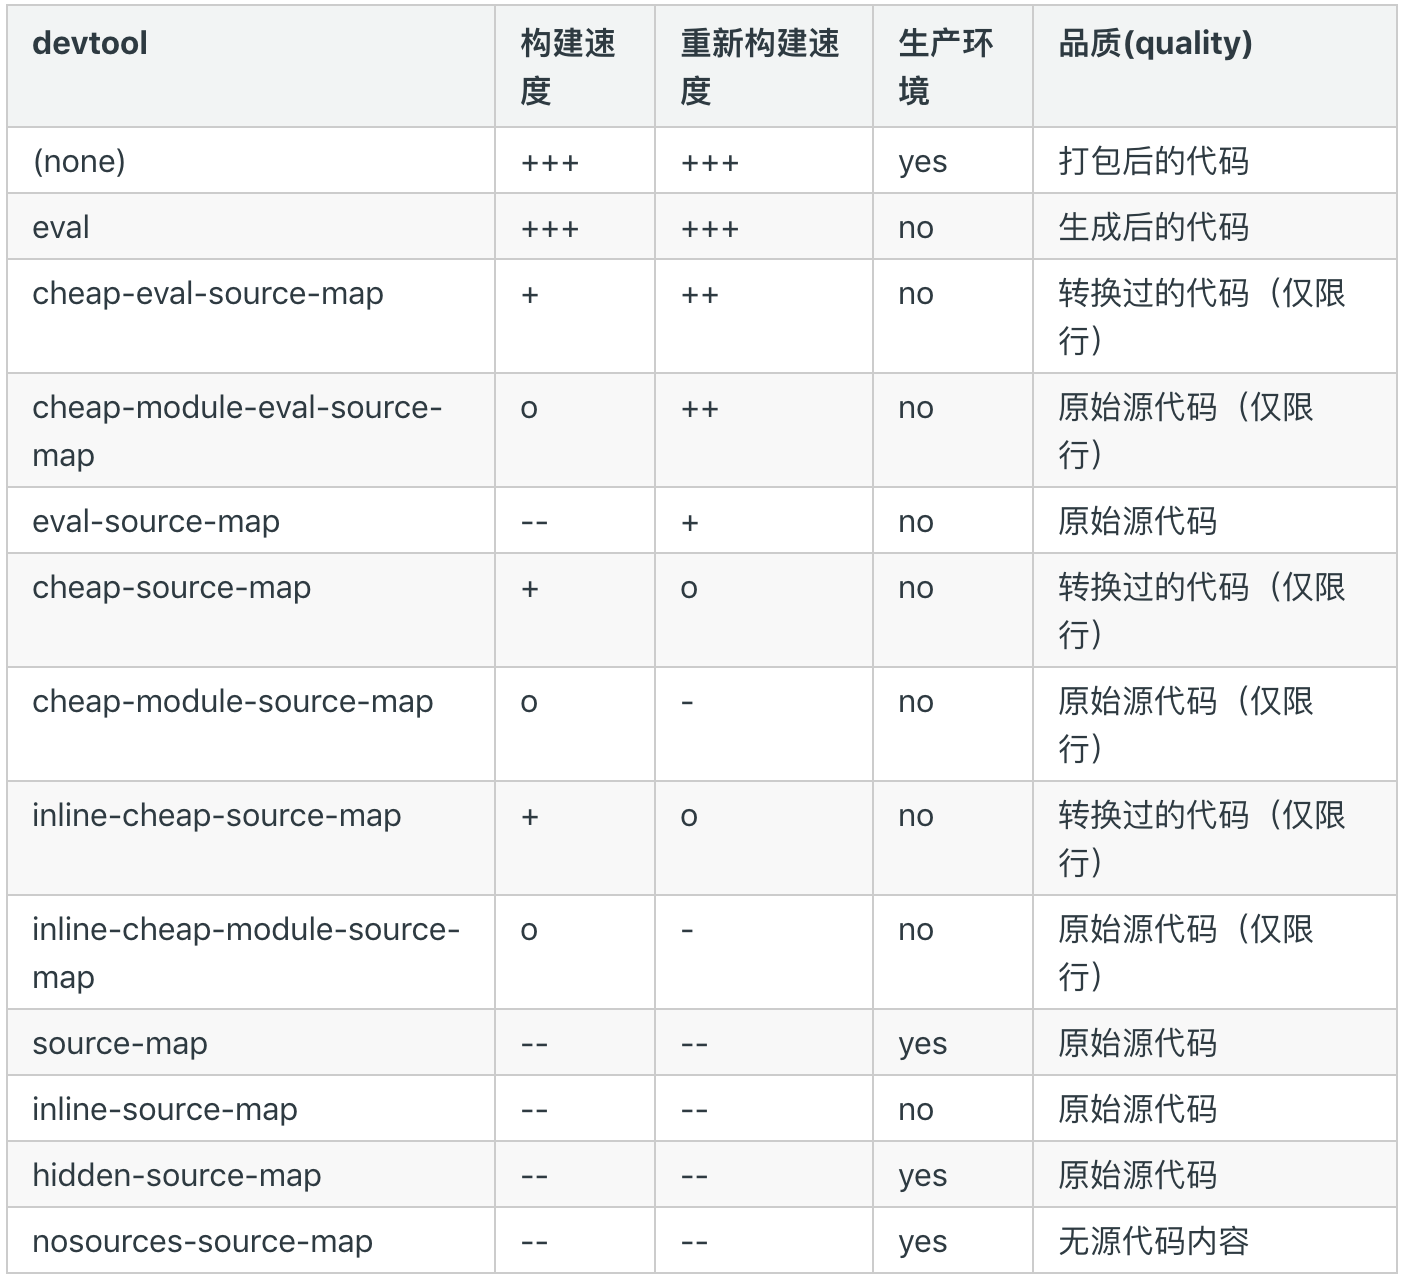 devtool 构建速 重新构建速 生产环 品质(quality)
度 度 境
(none) +++ +++ yes 打包后的代码
eval +++ +++ no 生成后的代码
cheap-eval-source-map + ++ no 转换过的代码（仅限
行）
cheap-module-eval-source- o ++ no 原始源代码（仅限
map 行）
eval-source-map -- + no 原始源代码
cheap-source-map + o no 转换过的代码（仅限
行）
cheap-module-source-map o - no 原始源代码（仅限
行）
inline-cheap-source-map + o no 转换过的代码（仅限
行）
inline-cheap-module-source- o - no 原始源代码（仅限
map 行）
source-map -- -- yes 原始源代码
inline-source-map -- -- no 原始源代码
hidden-source-map -- -- yes 原始源代码
nosources-source-map -- -- yes 无源代码内容